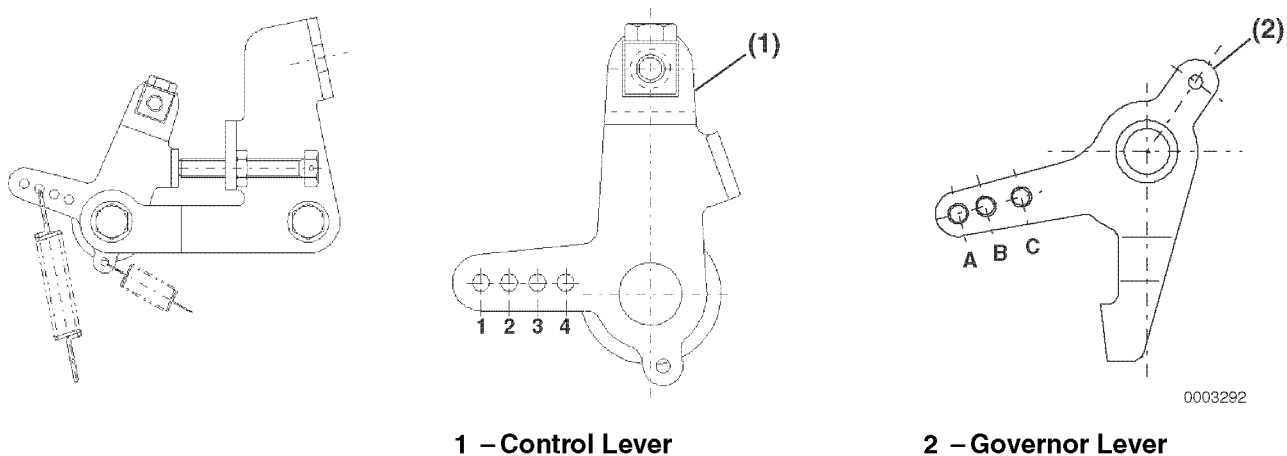 (1)
(2)
1 2 3 4
A B C
0003292
1 – Control Lever
2 – Governor Lever